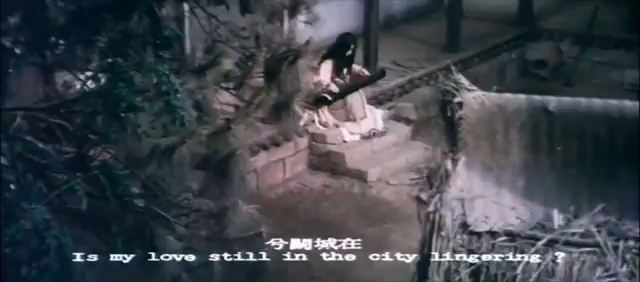 在城闕兮
Is my love still in the city lingering ?